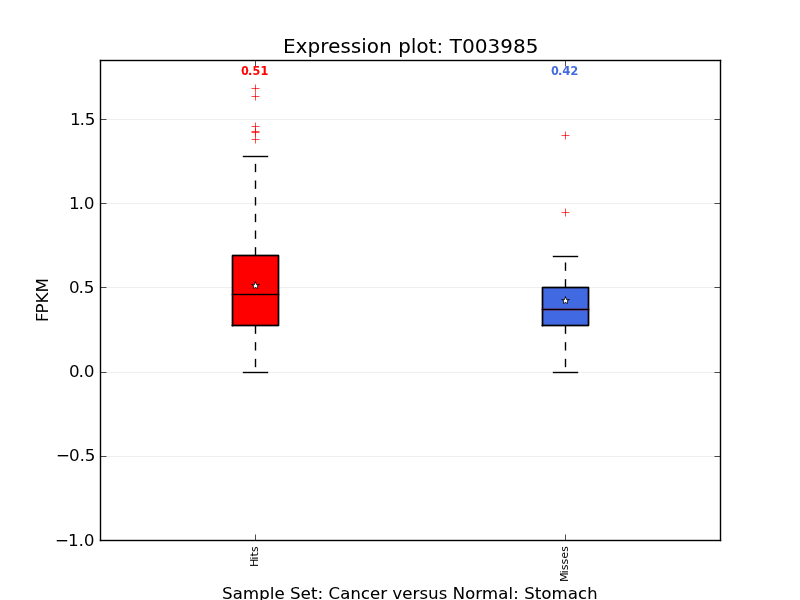 Expression plot: T003985
0.51
0.42
1.5
1.0
0.5
0.0
−0.5
−1.0
FPKM
Hits
Misses
Sample Set: Cancer versus Normal: Stomach